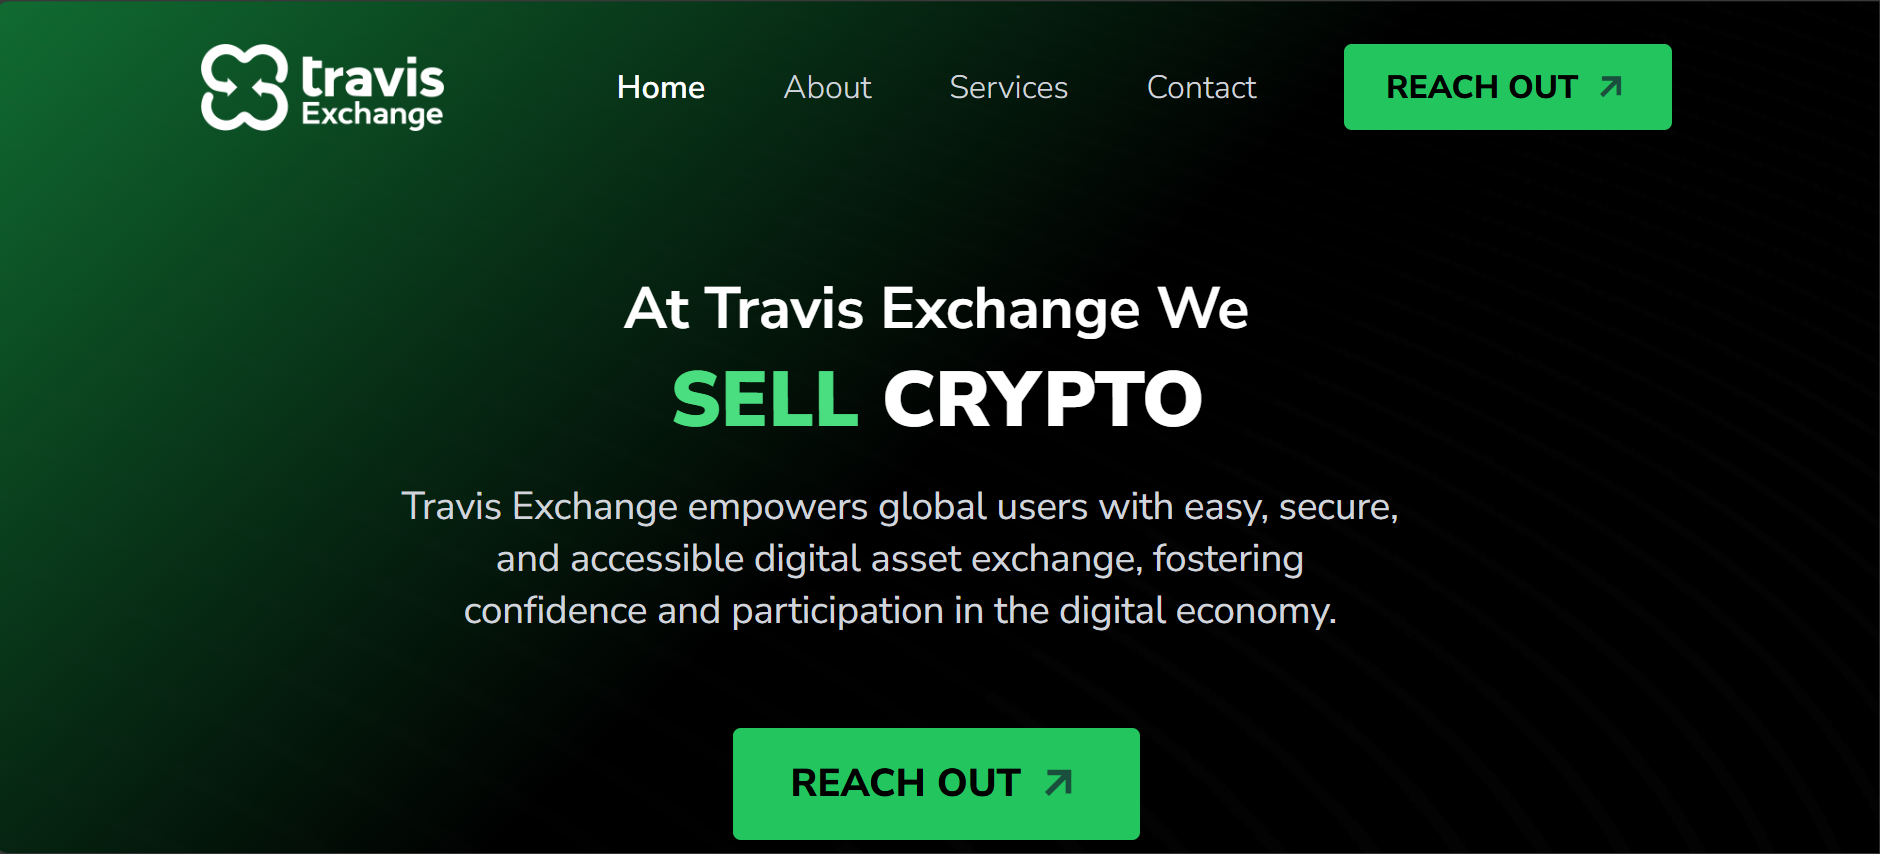 travis
Exchange
Home
About
Services
Contact
REACH OUT
At Travis Exchange We
SELL CRYPTO
Travis Exchange empowers global users with easy, secure,
and accessible digital asset exchange, fostering
confidence and participation in the digital economy.
REACH OUT